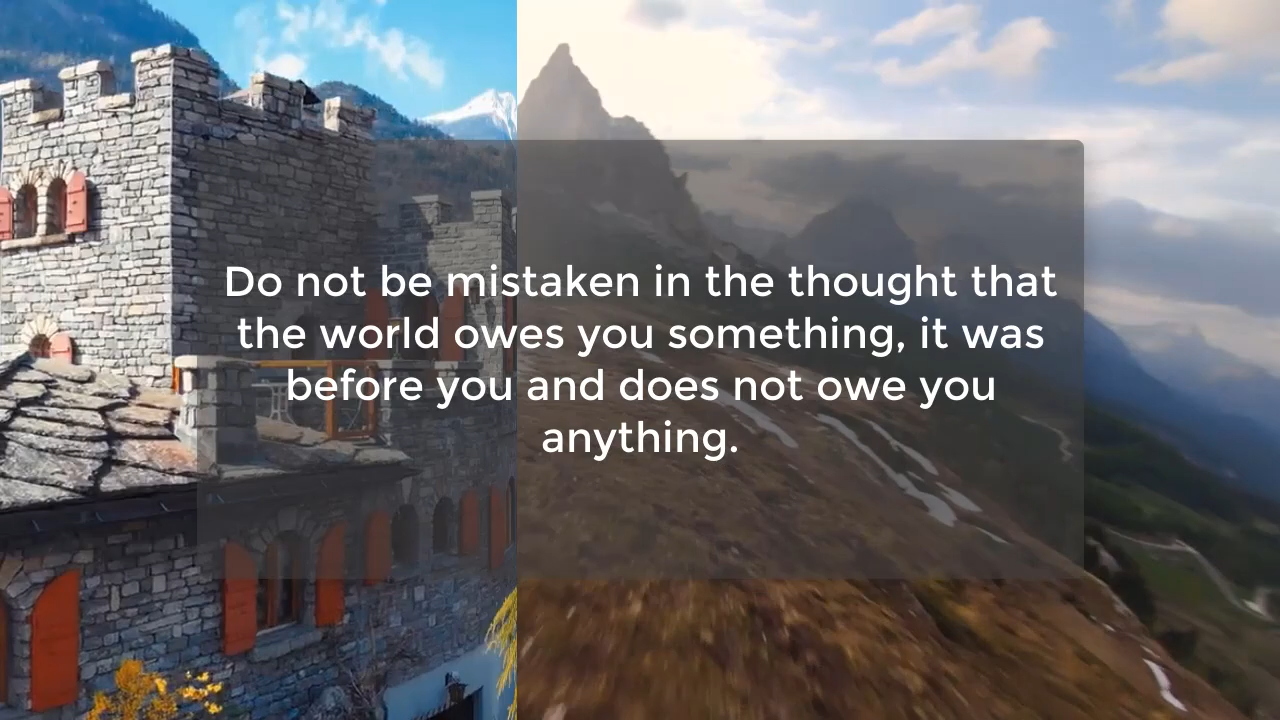 Do not be mistaken in the thought that
the world owes you something, it was
before you and does not owe you
anything.